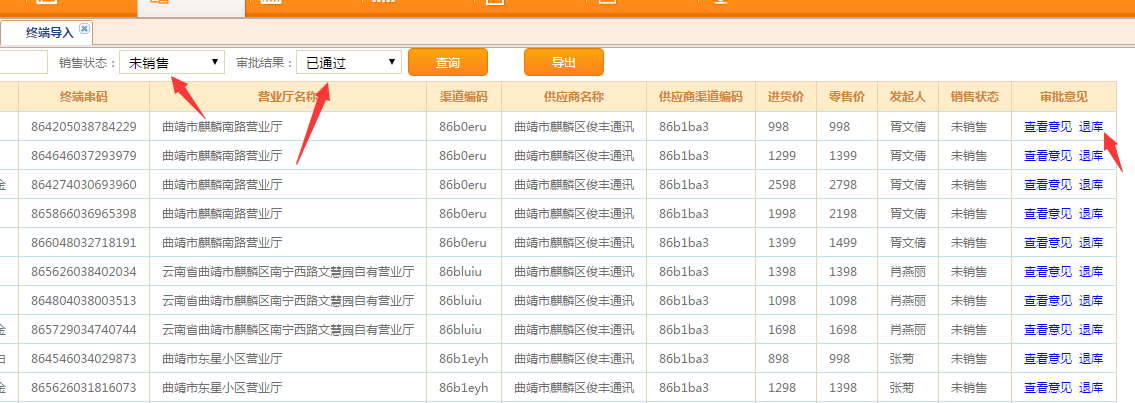 终端导入
销售状态： 未销售 审批结果： 已通过 查询 导出
终端串码 营业厅名称 渠道编码 供应商名称 供应商渠道编码 进货价 零售价 发起人 销售状态 审批意见
864205038784229 曲靖市麒麟南路营业厅 86b0eru 曲靖市麒麟区俊丰通讯 86b1ba3 998 998 胥文倩 未销售 查看意见 退库
864646037293979 曲靖市麒麟南路营业厅 86b0eru 曲靖市麒麟区俊丰通讯 86b1ba3 1299 1399 胥文倩 未销售 查看意见 退库
金 864274030693960 曲靖市麒麟南路营业厅 86b0eru 曲靖市麒麟区俊丰通讯 86b1ba3 2598 2798 胥文倩 未销售 查看意见 退库
865866036965398 曲靖市麒麟南路营业厅 86b0eru 曲靖市麒麟区俊丰通讯 86b1ba3 1998 2198 胥文倩 未销售 查看意见 退库
866048032718191 曲靖市麒麟南路营业厅 86b0eru 曲靖市麒麟区俊丰通讯 86b1ba3 1399 1499 胥文倩 未销售 查看意见 退库
865626038402034 云南省曲靖市麒麟区南宁西路文慧园自有营业厅 86bluiu 曲靖市麒麟区俊丰通讯 86b1ba3 1398 1398 肖燕丽 未销售 查看意见 退库
864804038003513 云南省曲靖市麒麟区南宁西路文慧园自有营业厅 86bluiu 曲靖市麒麟区俊丰通讯 86b1ba3 1098 1098 肖燕丽 未销售 查看意见 退库
金 865729034740744 云南省曲靖市麒麟区南宁西路文慧园自有营业厅 86bluiu 曲靖市麒麟区俊丰通讯 86b1ba3 1698 1698 肖燕丽 未销售 查看意见 退库
864546034029873 曲靖市东星小区营业厅 86b1eyh 曲靖市麒麟区俊丰通讯 86b1ba3 898 998 张菊 未销售 查看意见 退库
金 865626031816073 曲靖市东星小区营业厅 86b1eyh 曲靖市麒麟区俊丰通讯 86b1ba3 1298 1398 张菊 未销售 查看意见 退库